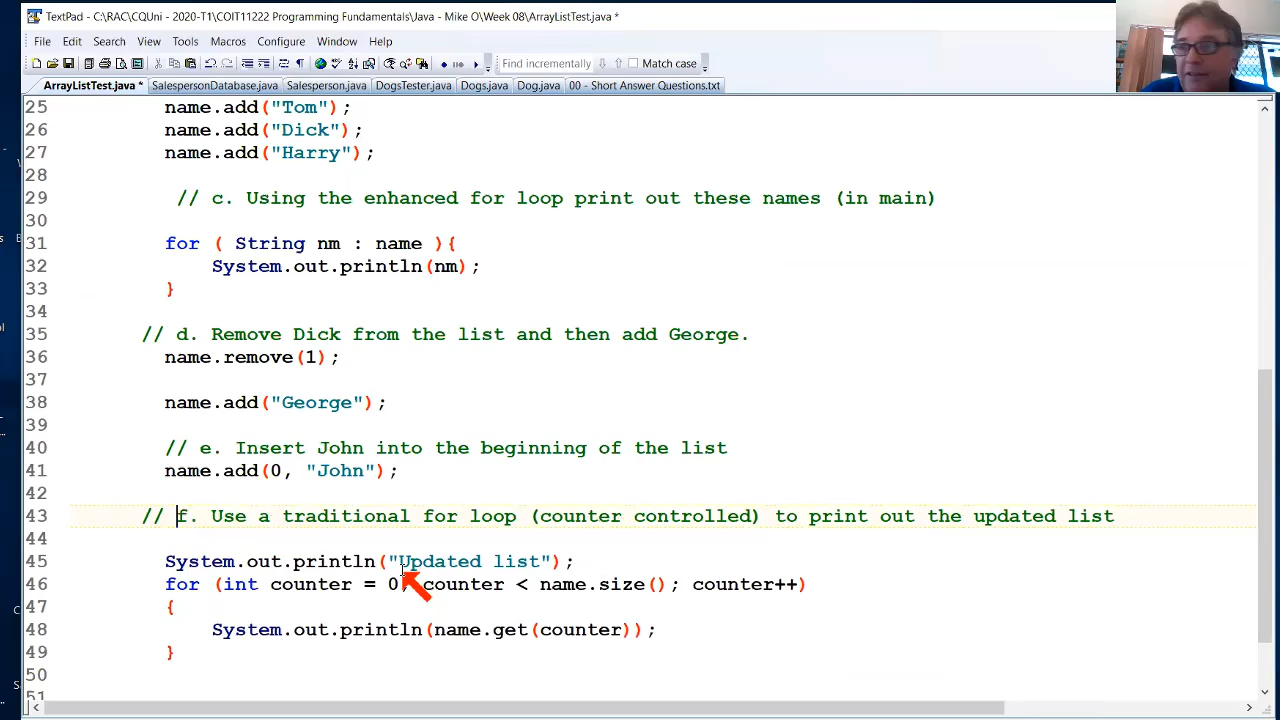 TextPad - C:\RAC\CQUni - 2020-T1\COIT11222 Programming Fundamentals\Java - Mike O\Week 08\ArrayListTest.java *
File Edit Search View Tools Macros Configure Window Help
Find incrementally Match case
ArrayListTest.java * SalespersonDatabase.java Salesperson.java DogsTester.java Dogs.java Dog.java 00 - Short Answer Questions.txt
25 name.add("Tom");
26 name.add("Dick");
27 name.add("Harry");
28
29 // c. Using the enhanced for loop print out these names (in main)
30
31 for ( String nm : name ){
32 System.out.println(nm);
33 }
34
35 // d. Remove Dick from the list and then add George.
36 name.remove(1);
37
38 name.add("George");
39
40 // e. Insert John into the beginning of the list
41 name.add(0, "John");
42
43 // f. Use a traditional for loop (counter controlled) to print out the updated list
44
45 System.out.println("Updated list");
46 for (int counter = 0; counter < name.size(); counter++)
47 {
48 System.out.println(name.get(counter));
49 }
50
51